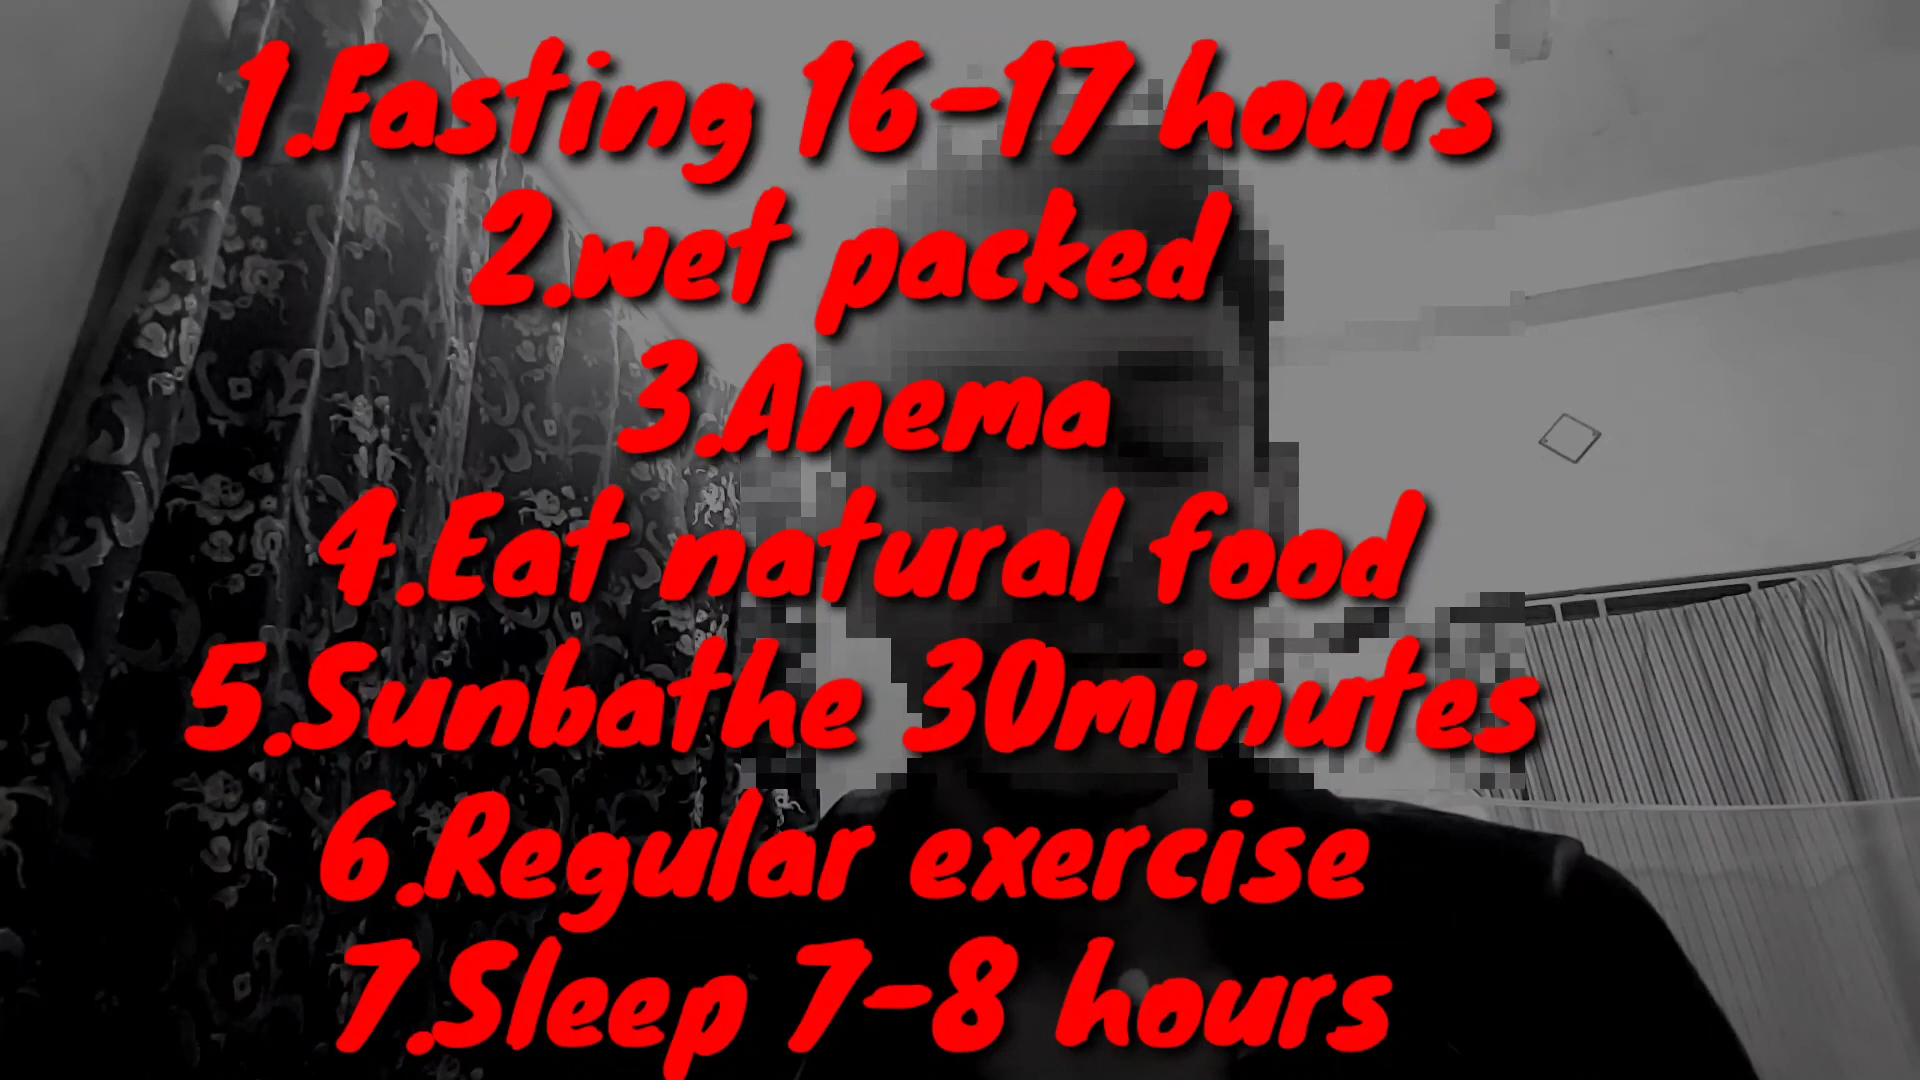 1.Fasting 16-17 hours
2.wet packed
3.Anema
4.Eat natural food
5.Sunbathe 30minutes
6.Regular exercise
7.Sleep 7-8 hours